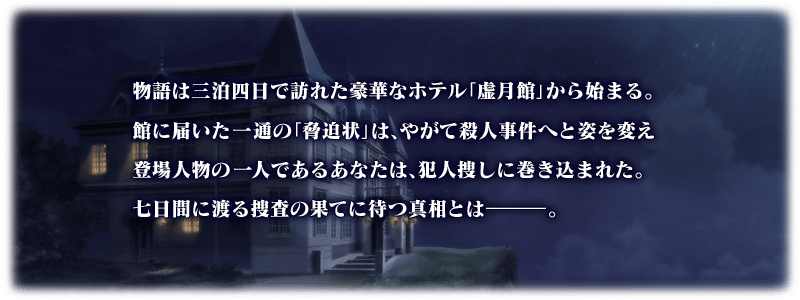 物語は三泊四日で訪れた豪華なホテル「虚月館」から始まる。
館に届いた一通の「脅迫状」は、やがて殺人事件へと姿を変え
登場人物の一人であるあなたは、犯人捜しに巻き込まれた。
七日間に渡る捜査の果てに待つ真相とは―――。